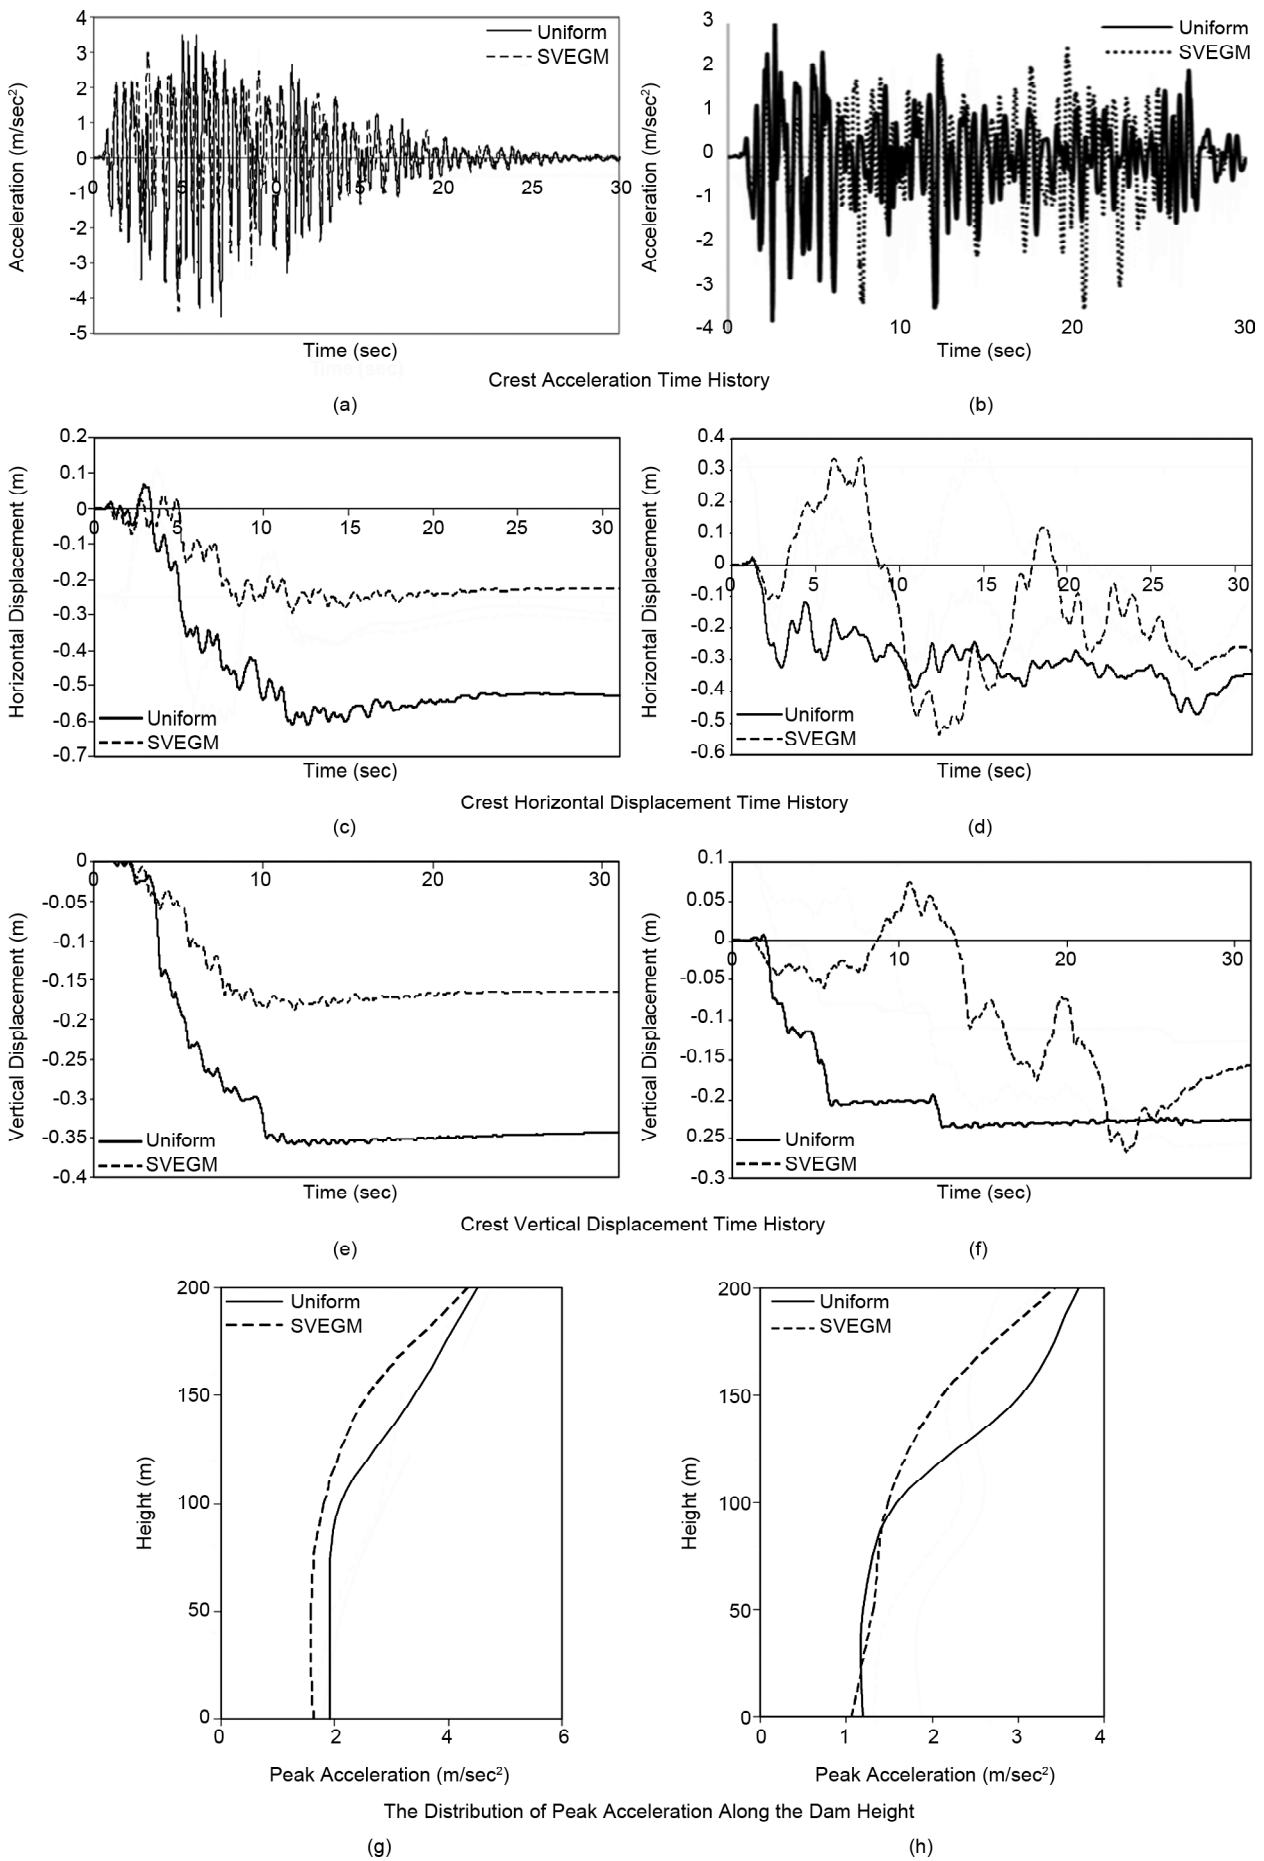 4
3
2
1
0
-1
-2
-3
-4
-5
0
5
10
15
20
25
30
Uniform
SVEGM
Acceleration (m/sec²)
Time (sec)
3
2
1
0
-1
-2
-3
-4
0
10
20
30
Uniform
SVEGM
Acceleration (m/sec²)
Time (sec)
Crest Acceleration Time History
(a)
(b)
0.2
0.1
0
-0.1
-0.2
-0.3
-0.4
-0.5
-0.6
-0.7
0
5
10
15
20
25
30
Uniform
SVEGM
Horizontal Displacement (m)
Time (sec)
0.4
0.3
0.2
0.1
0
-0.1
-0.2
-0.3
-0.4
-0.5
-0.6
0
5
10
15
20
25
30
Uniform
SVEGM
Horizontal Displacement (m)
Time (sec)
Crest Horizontal Displacement Time History
(c)
(d)
0
-0.05
-0.1
-0.15
-0.2
-0.25
-0.3
-0.35
-0.4
0
10
20
30
Uniform
SVEGM
Vertical Displacement (m)
Time (sec)
0.1
0.05
0
-0.05
-0.1
-0.15
-0.2
0.25
-0.3
0
10
20
30
Uniform
SVEGM
Vertical Displacement (m)
Time (sec)
Crest Vertical Displacement Time History
(e)
(f)
200
150
100
50
0
0
2
4
6
Uniform
SVEGM
Height (m)
Peak Acceleration (m/sec²)
200
150
100
50
0
0
1
2
3
4
Uniform
SVEGM
Height (m)
Peak Acceleration (m/sec²)
The Distribution of Peak Acceleration Along the Dam Height
(g)
(h)